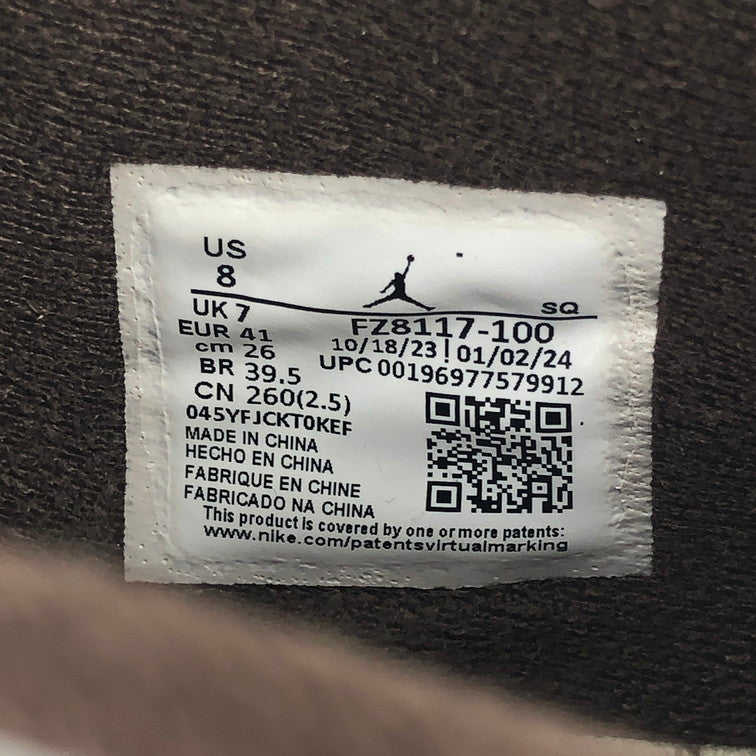 US
8
SQ
UK 7
FZ8117-100
EUR 41
10/18/23 | 01/02/24
cm 26
UPC 00196977579912
BR 39.5
CN 260(2.5)
045YFJCKT0KEF
MADE IN CHINA
HECHO EN CHINA
FABRIQUE EN CHINE
FABRICADO NA CHINA
This product is covered by one or more patents:
www.nike.com/patentsvirtualmarking